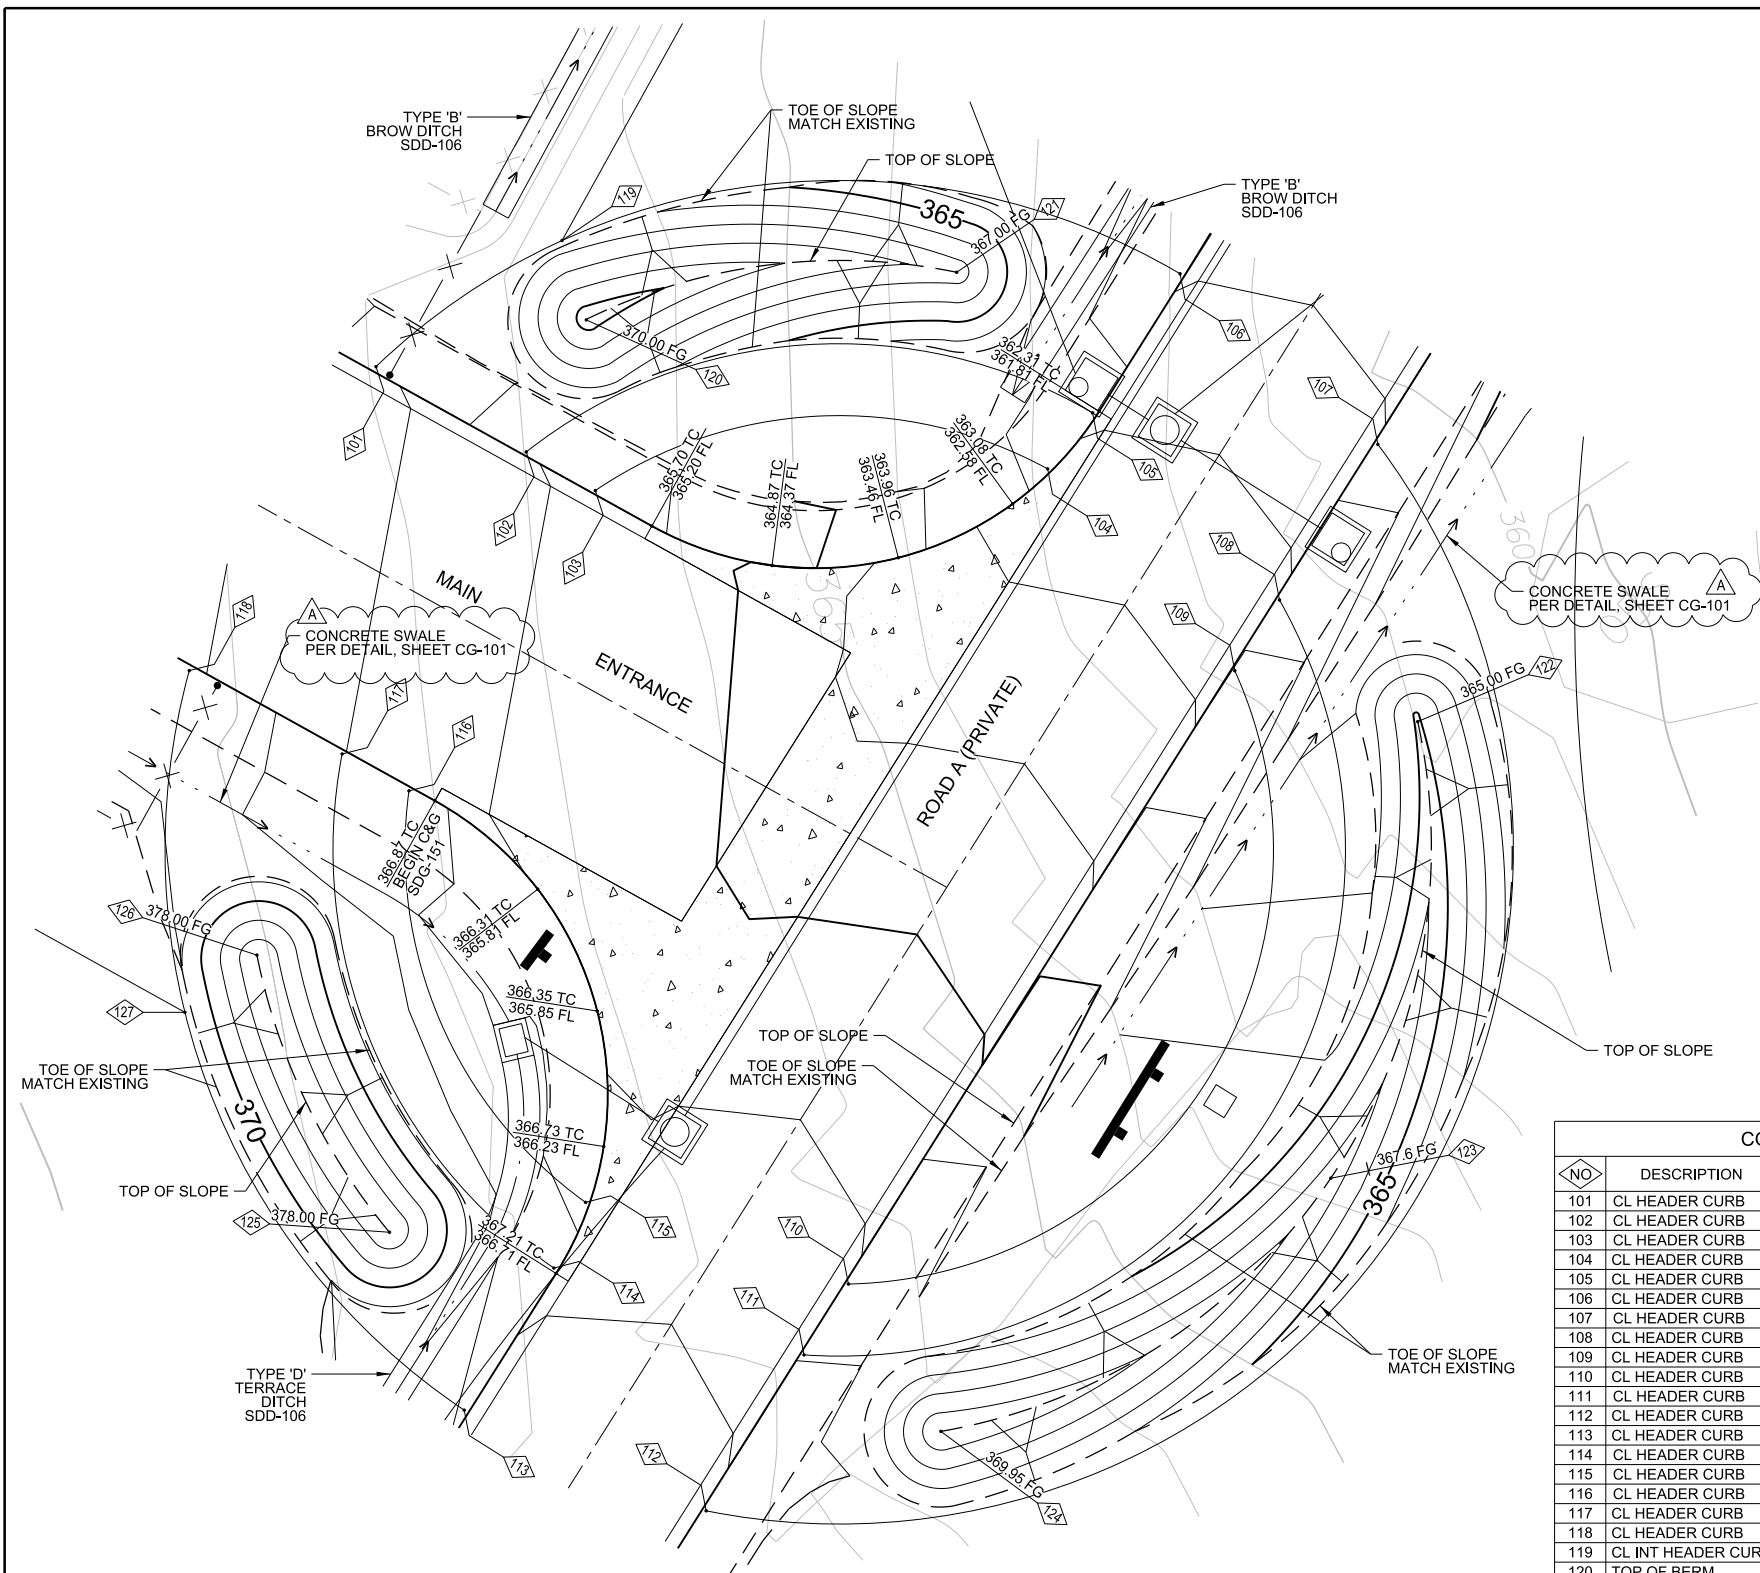 TYPE 'B'
BROW DITCH
SDD-106
TOE OF SLOPE
MATCH EXISTING
TOP OF SLOPE
TYPE 'B'
BROW DITCH
SDD-106
119
365
367.00 FG
121
370.00 FG
120
362.31 TC
361.81 FL
106
107
101
102
103
365.70 TC
365.20 FL
364.87 TC
364.37 FL
363.96 TC
363.46 FL
363.08 TC
362.58 FL
105
104
108
109
360
365
MAIN
ENTRANCE
ROAD A (PRIVATE)
A
CONCRETE SWALE
PER DETAIL, SHEET CG-101
A
CONCRETE SWALE
PER DETAIL, SHEET CG-101
118
117
116
365.00 FG
122
366.87 TC
BEGIN C&G
SDG-151
366.31 TC
365.81 FL
366.35 TC
365.85 FL
366.73 TC
366.23 FL
367.21 TC
366.71 FL
126
378.00 FG
127
TOE OF SLOPE
MATCH EXISTING
370
TOP OF SLOPE
125
378.00 FG
TOP OF SLOPE
TOE OF SLOPE
MATCH EXISTING
TOP OF SLOPE
367.6 FG
123
365
115
114
110
111
112
113
TYPE 'D'
TERRACE
DITCH
SDD-106
TOE OF SLOPE
MATCH EXISTING
369.95 FG
124
NO DESCRIPTION
101 CL HEADER CURB
102 CL HEADER CURB
103 CL HEADER CURB
104 CL HEADER CURB
105 CL HEADER CURB
106 CL HEADER CURB
107 CL HEADER CURB
108 CL HEADER CURB
109 CL HEADER CURB
110 CL HEADER CURB
111 CL HEADER CURB
112 CL HEADER CURB
113 CL HEADER CURB
114 CL HEADER CURB
115 CL HEADER CURB
116 CL HEADER CURB
117 CL HEADER CURB
118 CL HEADER CURB
119 CL INT HEADER CUR
120 TOP OF BERM